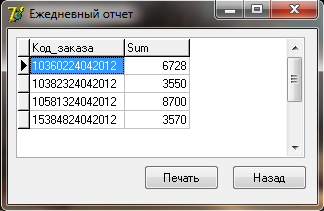 Ежедневный отчет
Код_заказа Sum
10360224042012 6728
10382324042012 3550
10581324042012 8700
15384824042012 3570
Печать Назад